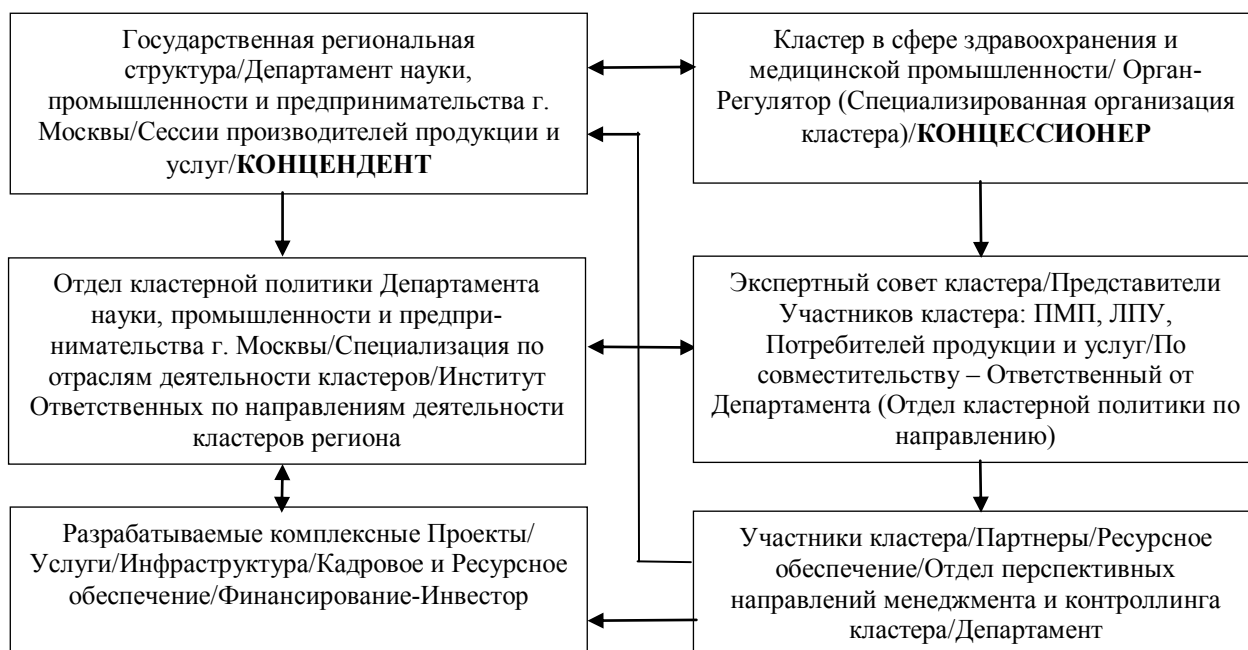 Государственная региональная
структура/Департамент науки,
промышленности и предпринимательства г.
Москвы/Сессии производителей продукции и
услуг/КОНЦЕНДЕНТ
Кластер в сфере здравоохранения и
медицинской промышленности/ Орган-
Регулятор (Специализированная организация
кластера)/КОНЦЕССИОНЕР
Отдел кластерной политики Департамента
науки, промышленности и предпри-
нимательства г. Москвы/Специализация по
отраслям деятельности кластеров/Институт
Ответственных по направлениям деятельности
кластеров региона
Экспертный совет кластера/Представители
Участников кластера: ПМП, ЛПУ,
Потребителей продукции и услуг/По
совместительству – Ответственный от
Департамента (Отдел кластерной политики по
направлению)
Разрабатываемые комплексные Проекты/
Услуги/Инфраструктура/Кадровое и Ресурсное
обеспечение/Финансирование-Инвестор
Участники кластера/Партнеры/Ресурсное
обеспечение/Отдел перспективных
направлений менеджмента и контроллинга
кластера/Департамент